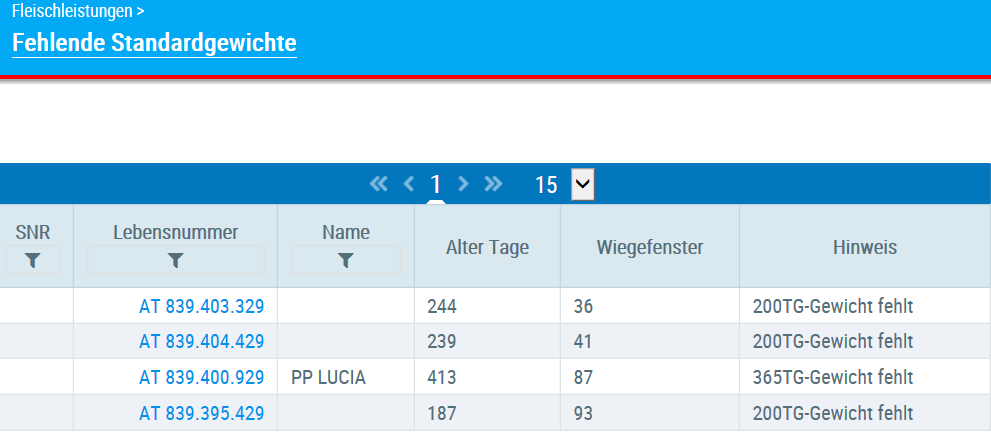 Fleischleistungen >
Fehlende Standardgewichte
« < 1 > » 15
SNR Lebensnummer Name Alter Tage Wiegefenster Hinweis
AT 839.403.329 244 36 200TG-Gewicht fehlt
AT 839.404.429 239 41 200TG-Gewicht fehlt
AT 839.400.929 PP LUCIA 413 87 365TG-Gewicht fehlt
AT 839.395.429 187 93 200TG-Gewicht fehlt